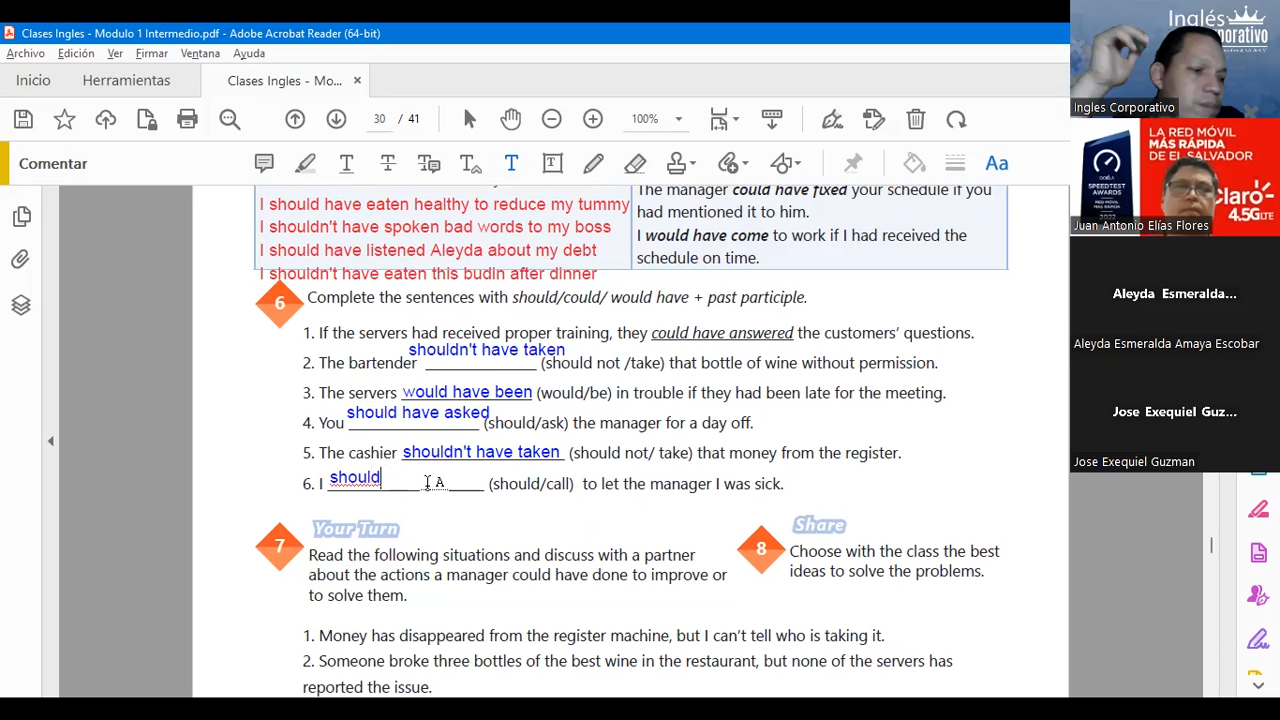 Clases Ingles - Modulo 1 Intermedio.pdf - Adobe Acrobat Reader (64-bit)
Archivo Edición Ver Firmar Ventana Ayuda
Inicio Herramientas Clases Ingles - Mo... ×
30 / 41 100%
Comentar
The manager could have fixed your schedule if you
had mentioned it to him.
I would have come to work if I had received the
schedule on time.
I should have eaten healthy to reduce my tummy
I shouldn't have spoken bad words to my boss
I should have listened Aleyda about my debt
I shouldn't have eaten this budin after dinner
6 Complete the sentences with should/could/ would have + past participle.
1. If the servers had received proper training, they could have answered the customers' questions.
2. The bartender shouldn't have taken (should not /take) that bottle of wine without permission.
3. The servers would have been (would/be) in trouble if they had been late for the meeting.
4. You should have asked (should/ask) the manager for a day off.
5. The cashier shouldn't have taken (should not/ take) that money from the register.
6. I should (should/call) to let the manager I was sick.
7 Your Turn
Read the following situations and discuss with a partner
about the actions a manager could have done to improve or
to solve them.
8 Share
Choose with the class the best
ideas to solve the problems.
1. Money has disappeared from the register machine, but I can't tell who is taking it.
2. Someone broke three bottles of the best wine in the restaurant, but none of the servers has
reported the issue.
Inglés
Corporativo
Ingles Corporativo
LA RED MÓVIL
MÁS RÁPIDA
DE EL SALVADOR
SPEEDTEST
AWARDS
Claro
4.5G LTE
Juan Antonio Elías Flores
Aleyda Esmeralda...
Aleyda Esmeralda Amaya Escobar
Jose Exequiel Guz...
Jose Exequiel Guzman